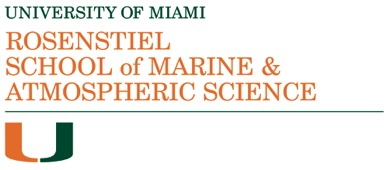 UNIVERSITY OF MIAMI
ROSENSTIEL
SCHOOL of MARINE &
ATMOSPHERIC SCIENCE
U